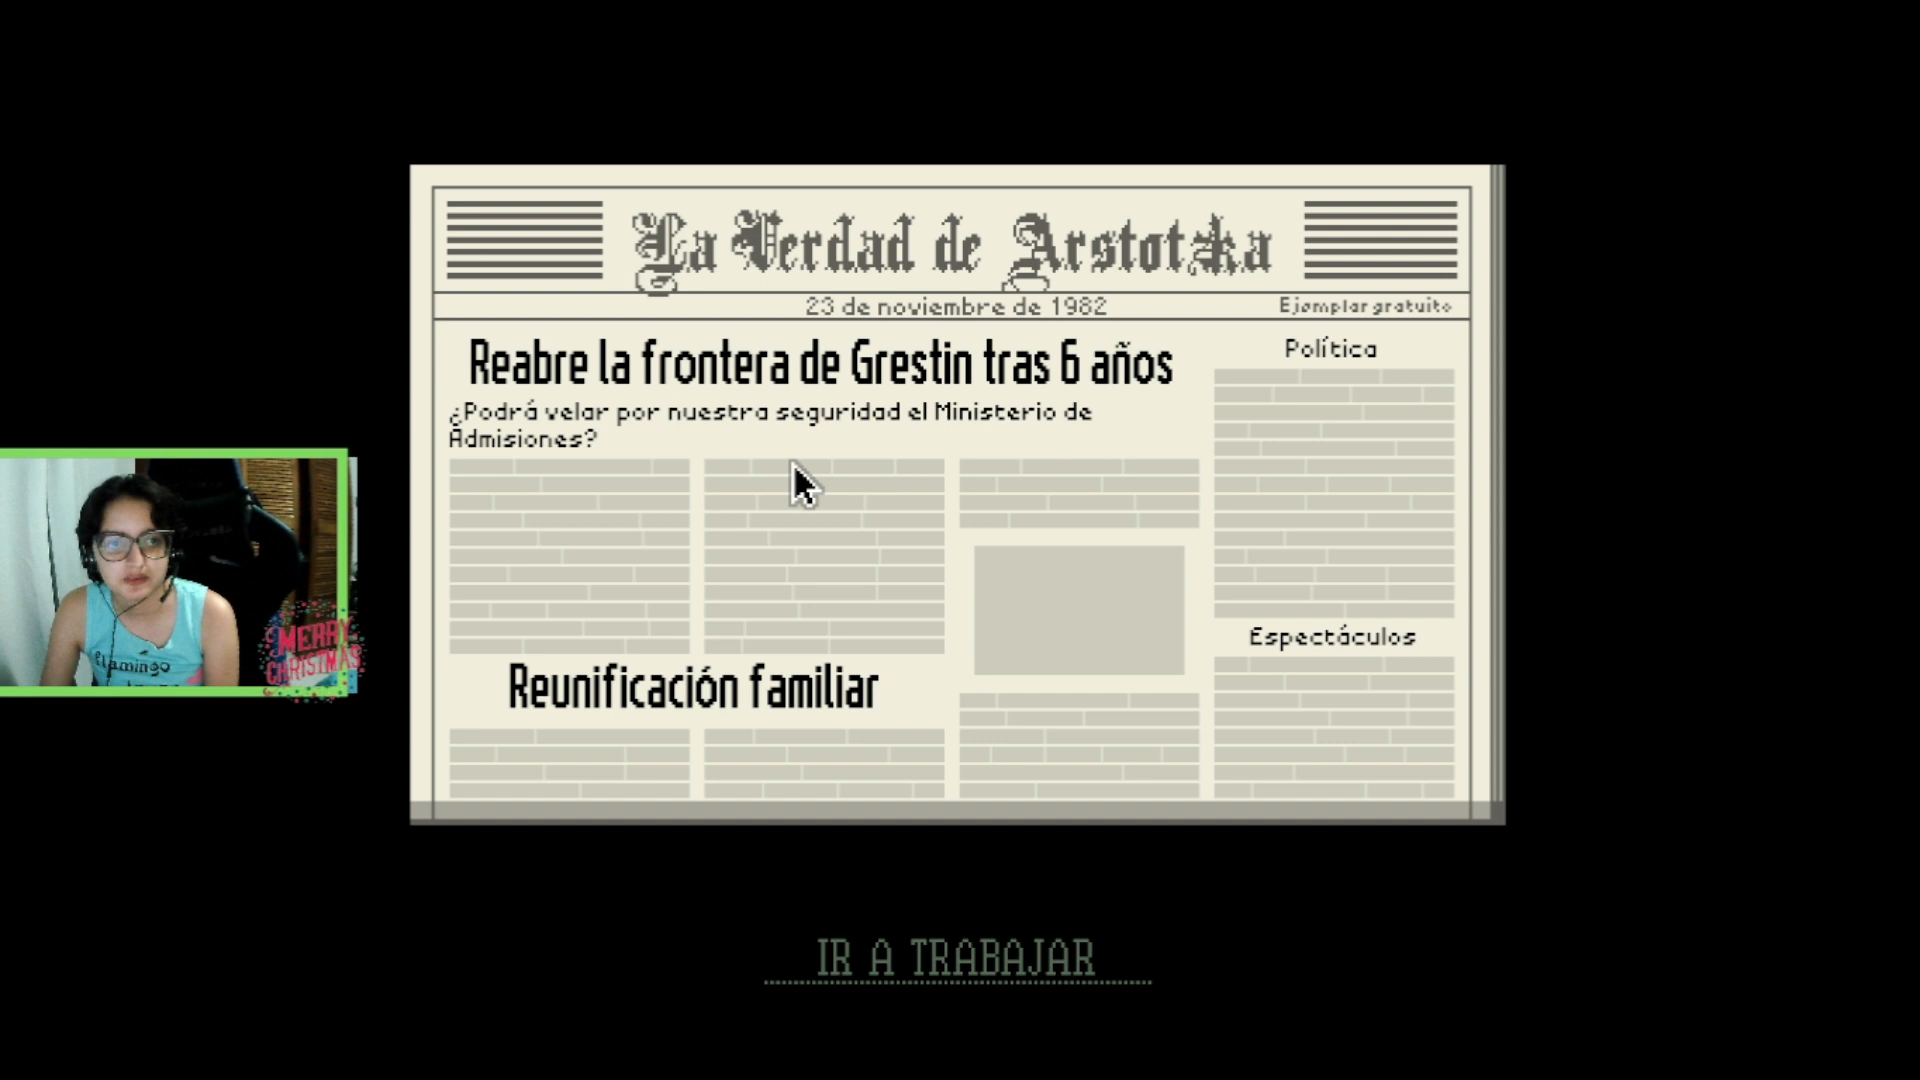 La Verdad de Arstotzka
23 de noviembre de 1982
Ejemplar gratuito
Reabre la frontera de Grestin tras 6 años
¿Podrá velar por nuestra seguridad el Ministerio de
Admisiones?
Política
Espectáculos
Reunificación familiar
flamingo
MERRY
CHRISTMAS
IR A TRABAJAR